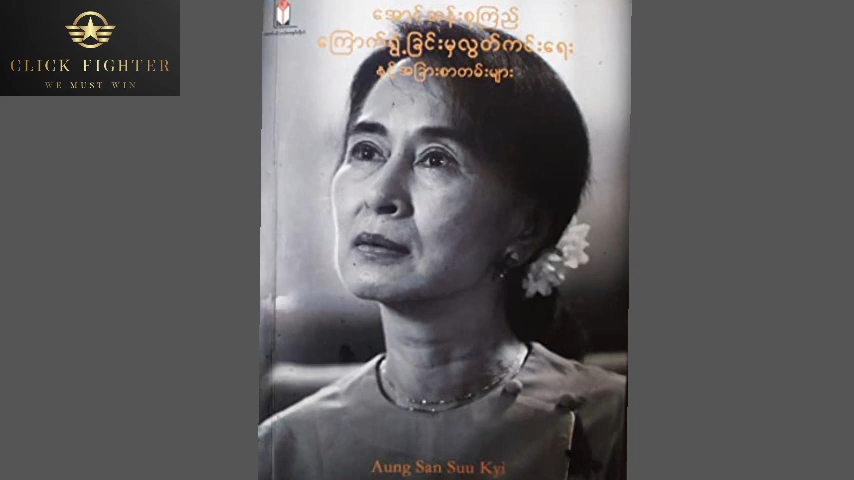 CLICK FIGHTER
WE MUST WIN
အောင်ဆန်းစုကြည်
ကြောက်ရွံ့ခြင်းမှလွတ်ကင်းရေး
နှင့် အခြားစာတမ်းများ
Aung San Suu Kyi